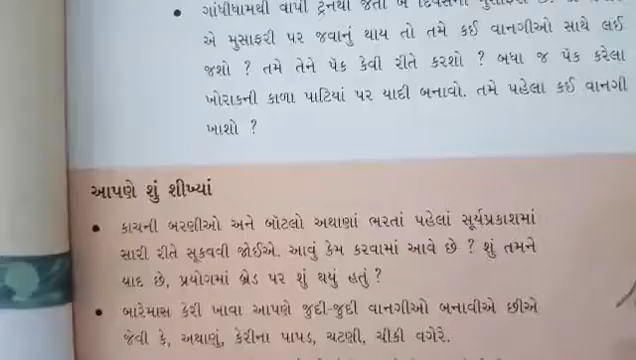 • ગાંધીધામથી વાપી ટ્રેનથી જતાં બે દિવસની
એ મુસાફરી પર જવાનું થાય તો તમે કઈ વાનગીઓ સાથે લઈ
જશો ? તમે તેને પૅક કેવી રીતે કરશો ? બધા જ પૅક કરેલા
ખોરાકની કાળા પાટિયાં પર યાદી બનાવો. તમે પહેલા કઈ વાનગી
ખાશો ?
આપણે શું શીખ્યાં
• કાચની બરણીઓ અને બૉટલો અથાણાં ભરતાં પહેલાં સૂર્યપ્રકાશમાં
સારી રીતે સૂકવવી જોઈએ. આવું કેમ કરવામાં આવે છે ? શું તમને
યાદ છે, પ્રયોગમાં બ્રેડ પર શું થયું હતું ?
• બારેમાસ કેરી ખાવા આપણે જુદી-જુદી વાનગીઓ બનાવીએ છીએ
જેવી કે, અથાણું, કેરીના પાપડ, ચટણી, ચીકી વગેરે.